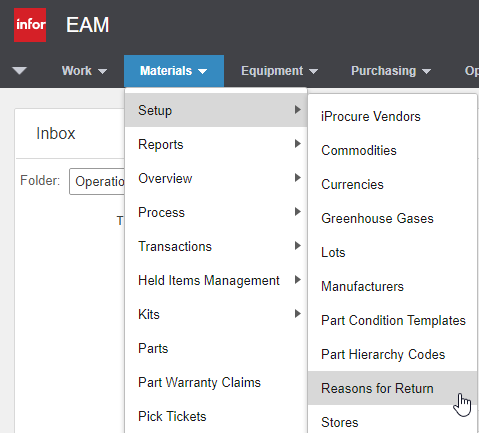 infor EAM
Work Materials Equipment Purchasing Op
Inbox
Folder: Operatio
T
Setup
Reports
Overview
Process
Transactions
Held Items Management
Kits
Parts
Part Warranty Claims
Pick Tickets
iProcure Vendors
Commodities
Currencies
Greenhouse Gases
Lots
Manufacturers
Part Condition Templates
Part Hierarchy Codes
Reasons for Return
Stores